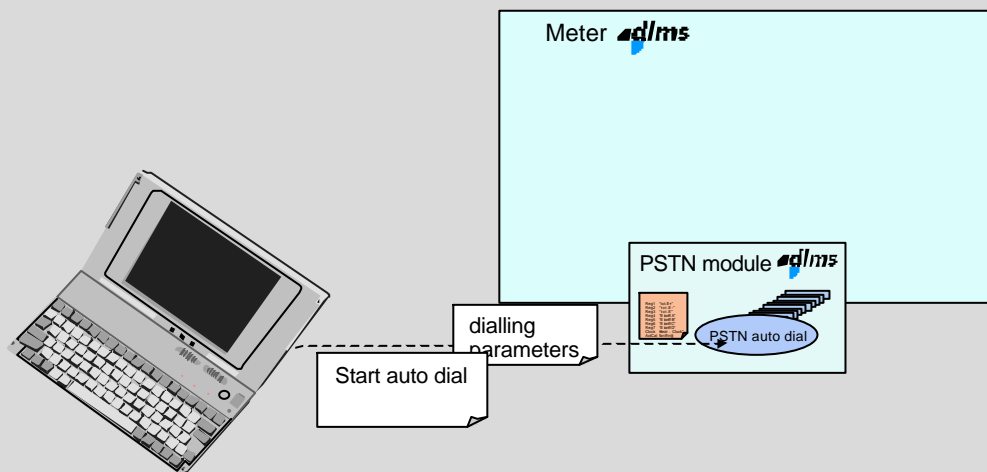 Meter dlms
PSTN module dlms
PSTN auto dial
dialling
parameters
Start auto dial